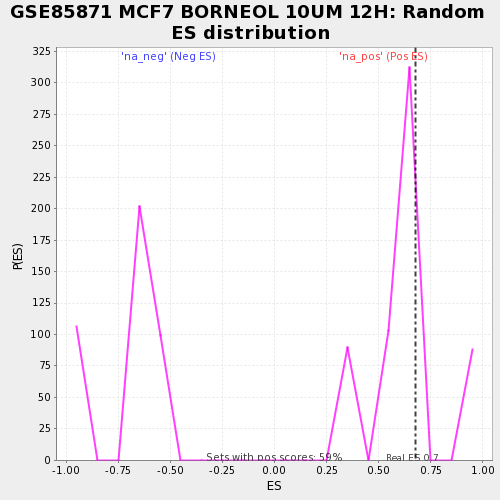 GSE85871 MCF7 BORNEOL 10UM 12H: Random
ES distribution
'na_neg' (Neg ES)
'na_pos' (Pos ES)
325
300
275
250
225
200
175
150
125
100
75
50
25
0
P(ES)
Sets with pos scores: 59%
Real ES 0.7
-1.00
-0.75
-0.50
-0.25
0.00
0.25
0.50
0.75
1.00
ES